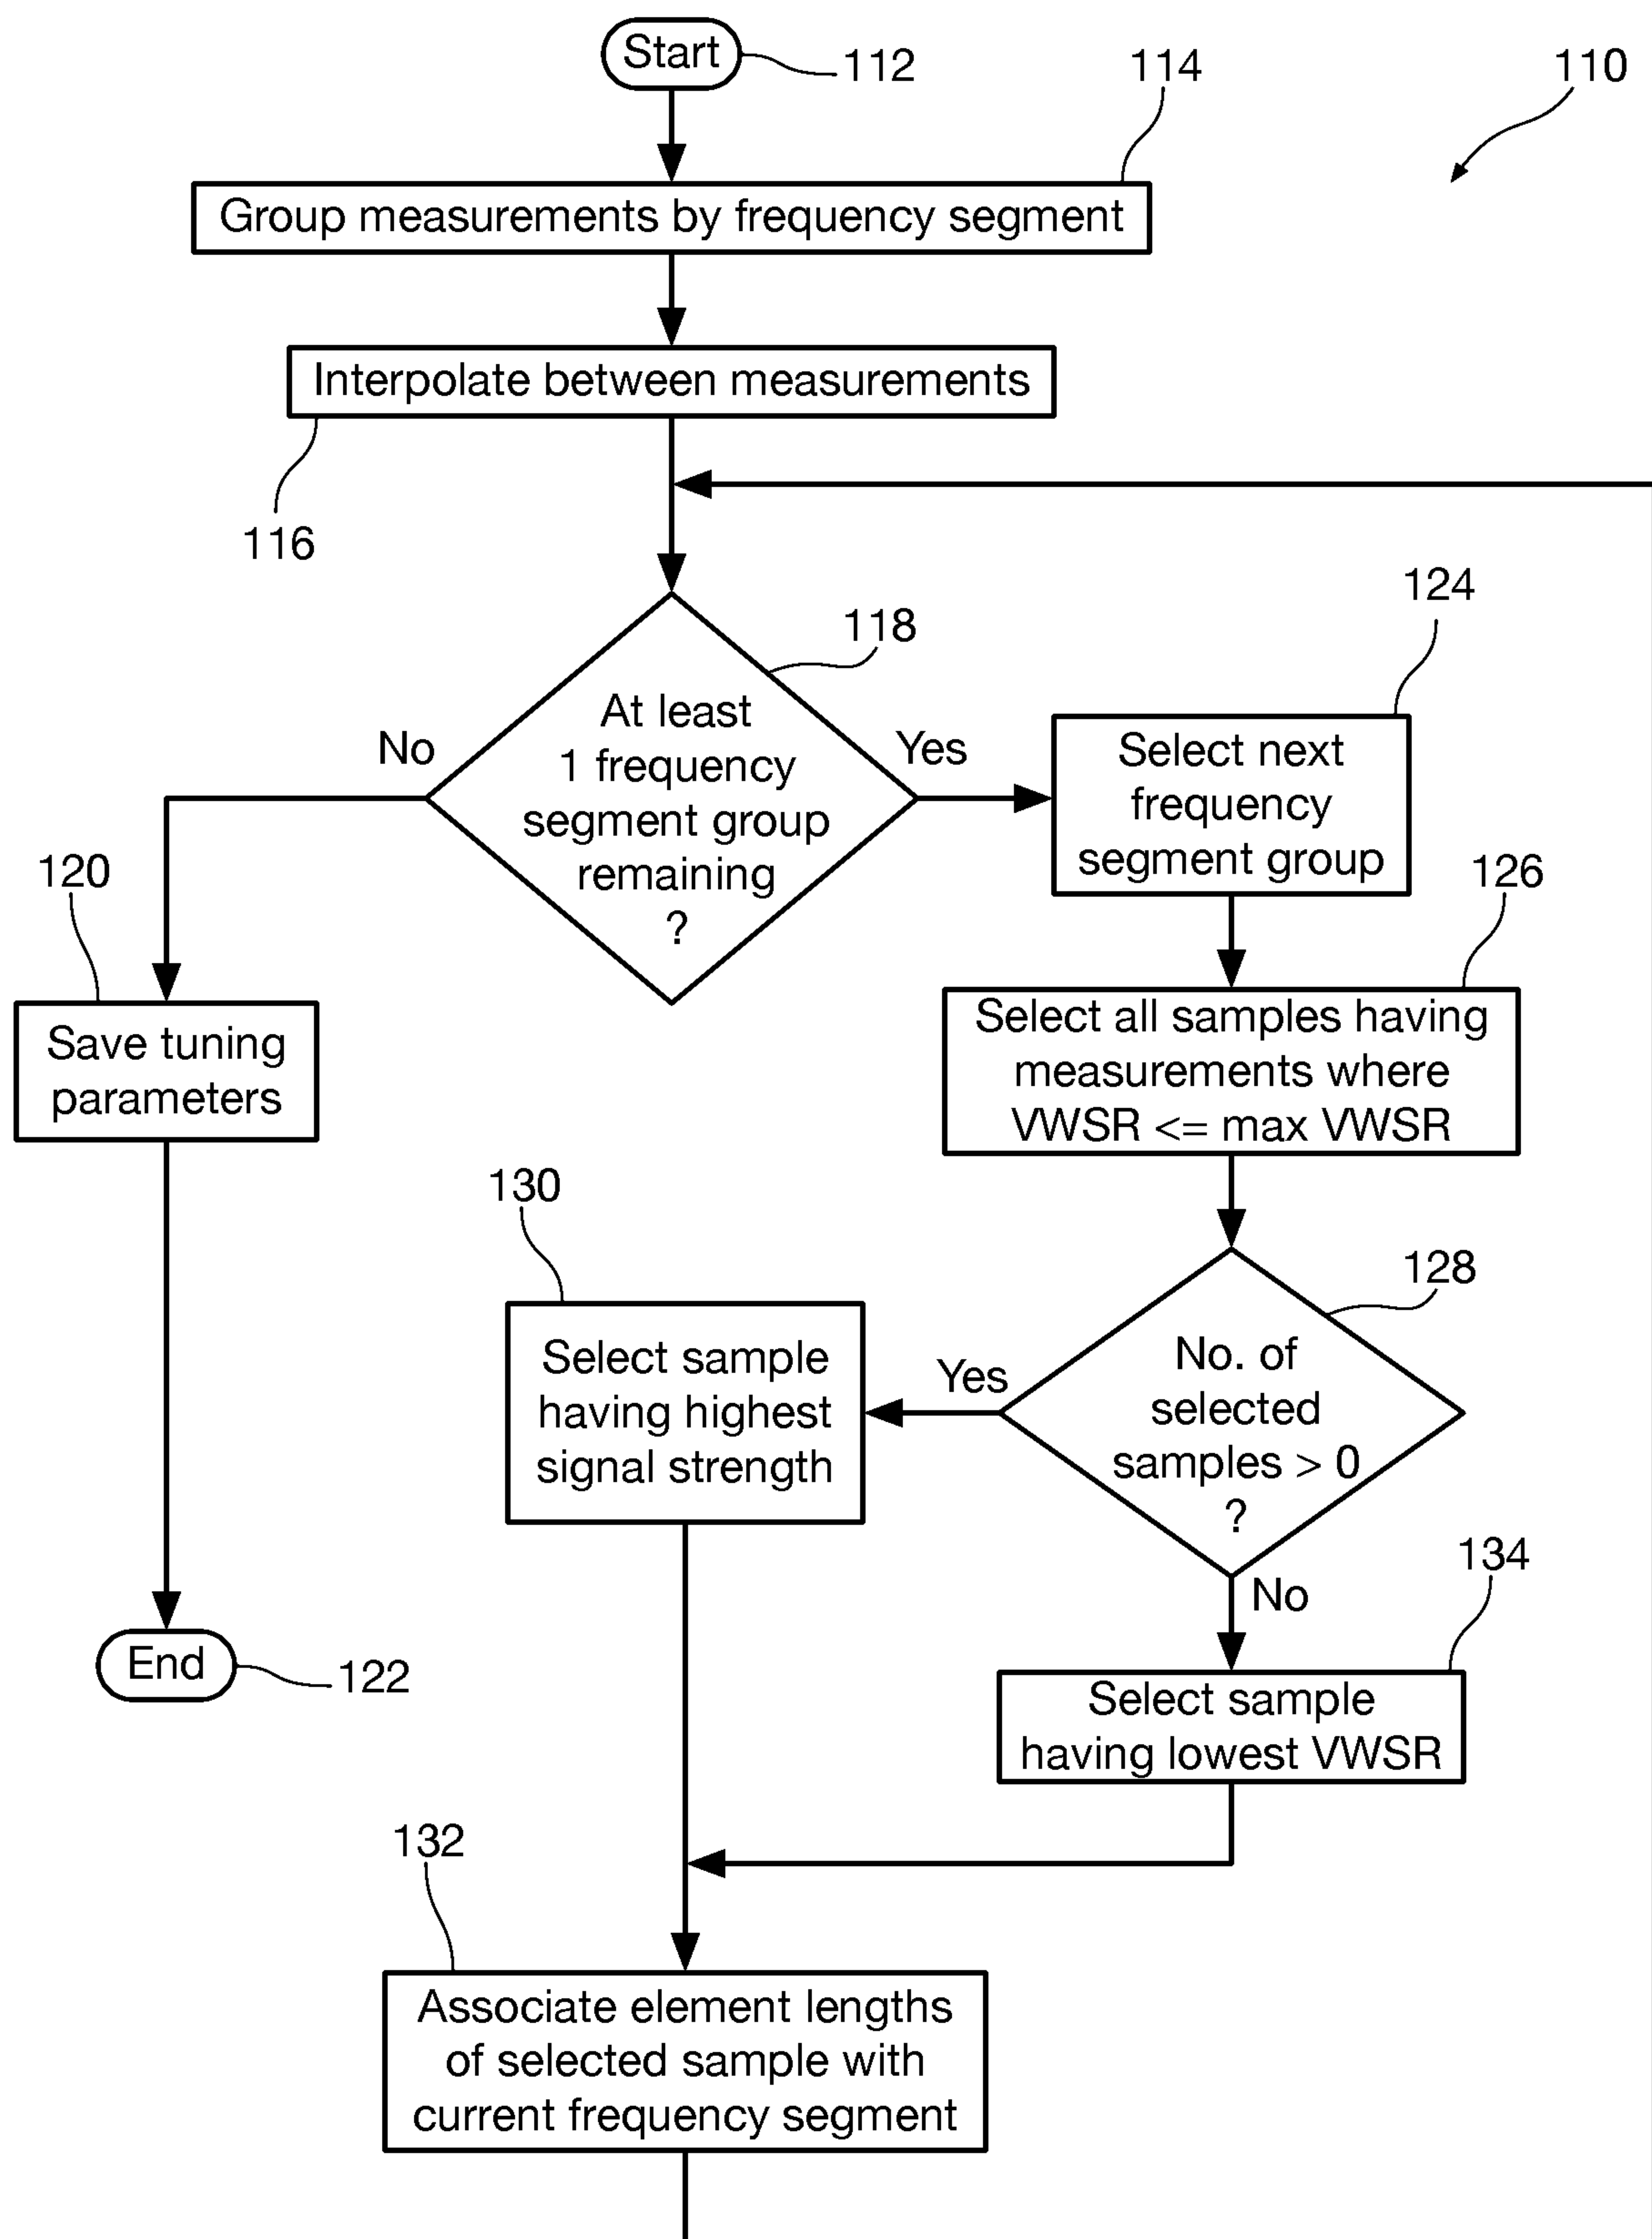 Start
112
114
110
Group measurements by frequency segment
Interpolate between measurements
116
118
124
At least
1 frequency
segment group
remaining
?
No
Yes
Select next
frequency
segment group
120
126
Save tuning
parameters
Select all samples having
measurements where
VWSR <= max VWSR
130
128
Select sample
having highest
signal strength
Yes
No. of
selected
samples > 0
?
134
No
End
122
Select sample
having lowest VWSR
132
Associate element lengths
of selected sample with
current frequency segment